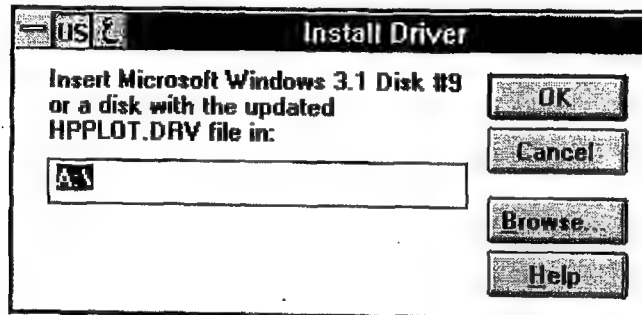 US
Install Driver
Insert Microsoft Windows 3.1 Disk #9
or a disk with the updated
HPPLOT.DRV file in:
A:\
OK
Cancel
Browse...
Help